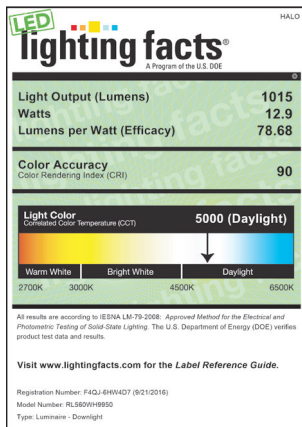 HALO
LED
lighting facts®
A Program of the U.S. DOE
Light Output (Lumens) 1015
Watts 12.9
Lumens per Watt (Efficacy) 78.68
Color Accuracy
Color Rendering Index (CRI) 90
Light Color
Correlated Color Temperature (CCT) 5000 (Daylight)
Warm White Bright White Daylight
2700K 3000K 4500K 6500K
All results are according to IESNA LM-79-2008: Approved Method for the Electrical and
Photometric Testing of Solid-State Lighting. The U.S. Department of Energy (DOE) verifies
product test data and results.
Visit www.lightingfacts.com for the Label Reference Guide.
Registration Number: F4QJ-6HW4D7 (9/21/2016)
Model Number: RLS60WH9950
Type: Luminaire - Downlight